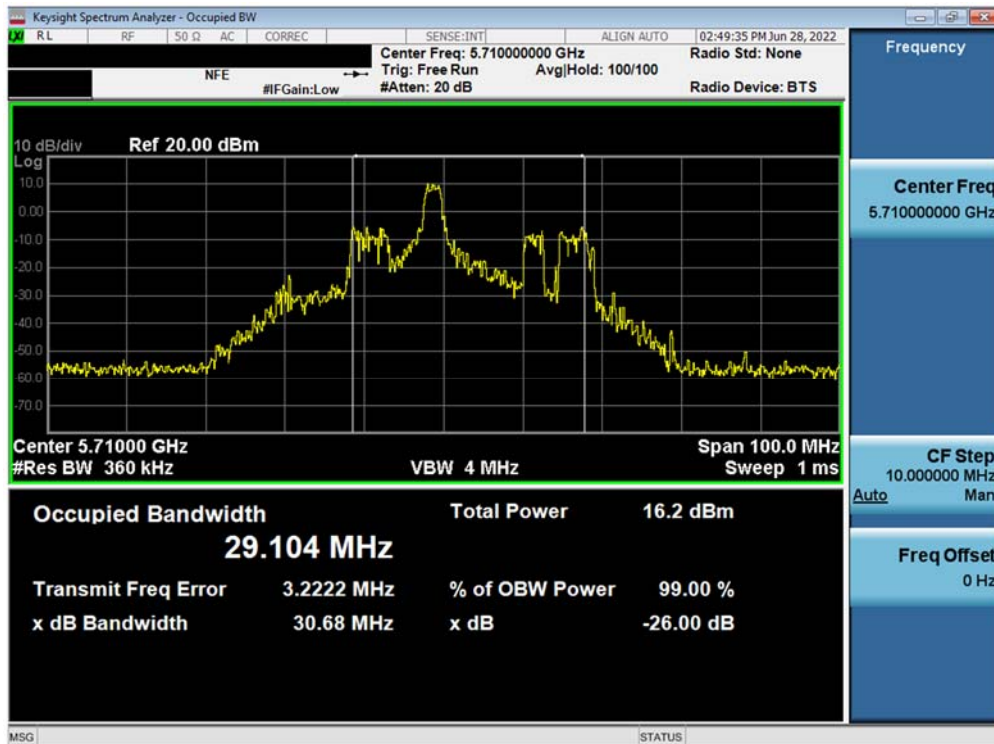 Keysight Spectrum Analyzer - Occupied BW
LXI RL RF 50 Ω AC CORREC SENSE:INT ALIGN AUTO 02:49:35 PM Jun 28, 2022
Center Freq: 5.710000000 GHz Radio Std: None
NFE Trig: Free Run Avg|Hold: 100/100
#IFGain:Low #Atten: 20 dB Radio Device: BTS
10 dB/div Ref 20.00 dBm
Log
10.0
0.00
-10.0
-20.0
-30.0
-40.0
-50.0
-60.0
-70.0
Center 5.71000 GHz Span 100.0 MHz
#Res BW 360 kHz VBW 4 MHz Sweep 1 ms
Occupied Bandwidth Total Power 16.2 dBm
29.104 MHz
Transmit Freq Error 3.2222 MHz % of OBW Power 99.00 %
x dB Bandwidth 30.68 MHz x dB -26.00 dB
MSG STATUS
Frequency
Center Freq
5.710000000 GHz
CF Step
10.000000 MHz
Auto Man
Freq Offset
0 Hz